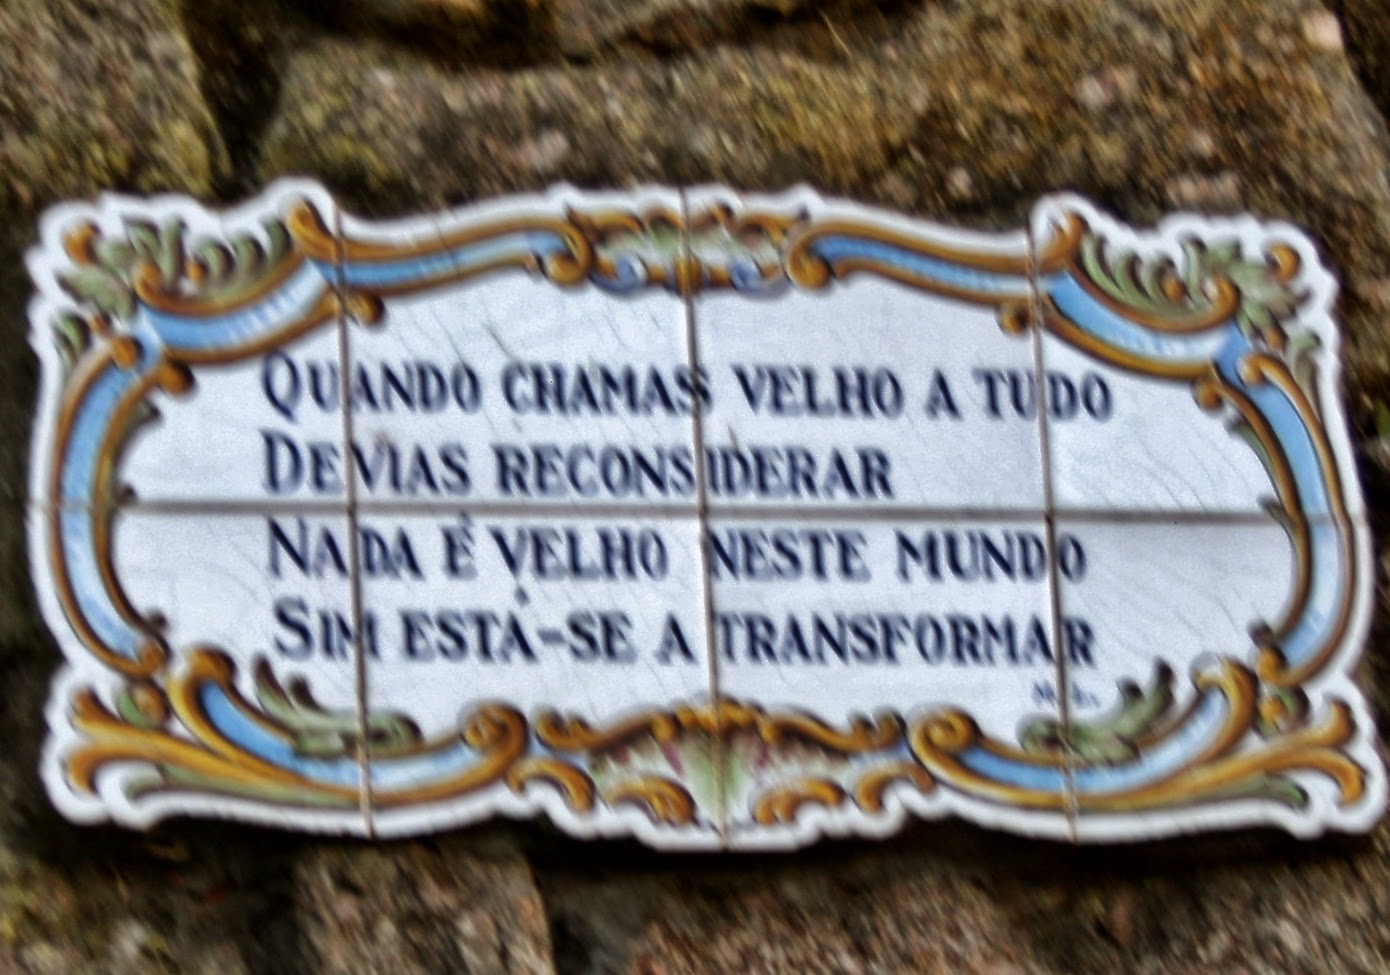 QUANDO CHAMAS VELHO A TUDO
DEVIAS RECONSIDERAR
NADA É VELHO NESTE MUNDO
SIM ESTÁ-SE A TRANSFORMAR